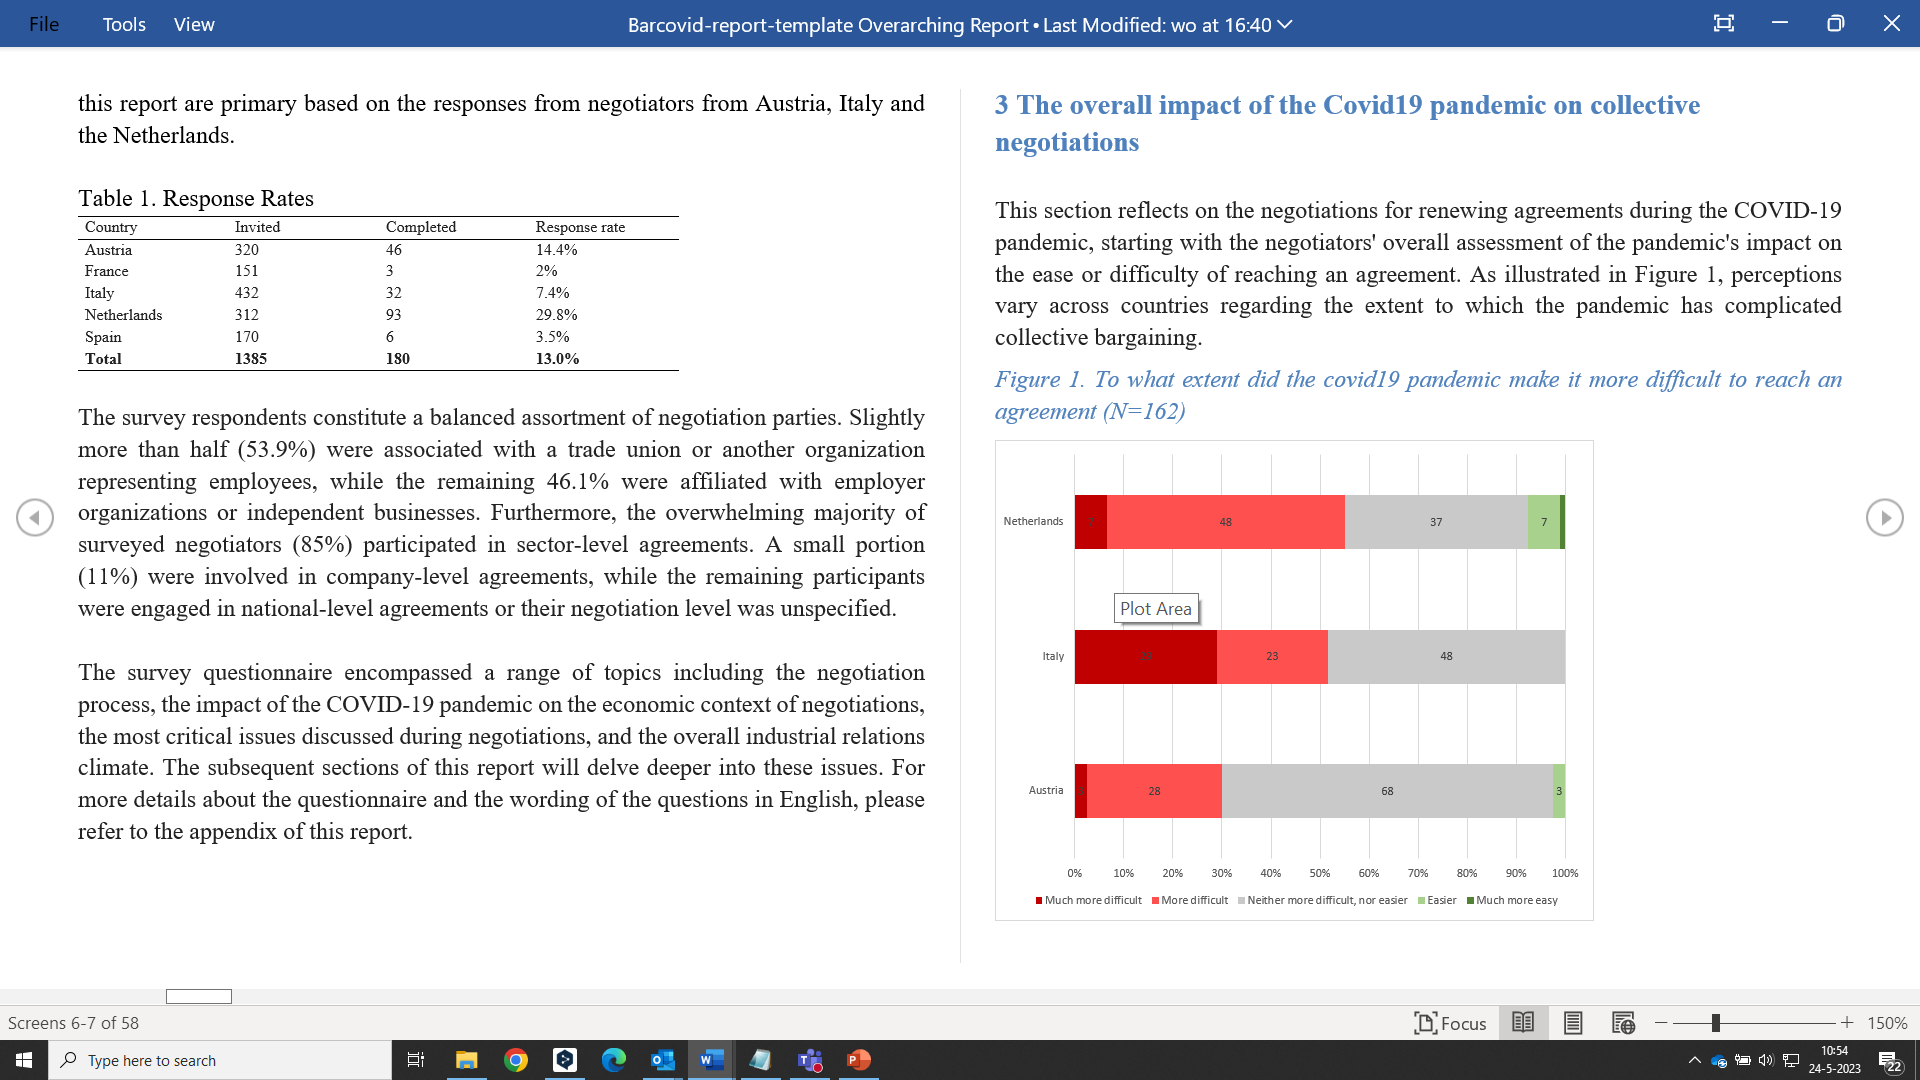 File Tools View Barcovid-report-template Overarching Report • Last Modified: wo at 16:40
this report are primary based on the responses from negotiators from Austria, Italy and
the Netherlands.
Table 1. Response Rates
Country Invited Completed Response rate
Austria 320 46 14.4%
France 151 3 2%
Italy 432 32 7.4%
Netherlands 312 93 29.8%
Spain 170 6 3.5%
Total 1385 180 13.0%
The survey respondents constitute a balanced assortment of negotiation parties. Slightly
more than half (53.9%) were associated with a trade union or another organization
representing employees, while the remaining 46.1% were affiliated with employer
organizations or independent businesses. Furthermore, the overwhelming majority of
surveyed negotiators (85%) participated in sector-level agreements. A small portion
(11%) were involved in company-level agreements, while the remaining participants
were engaged in national-level agreements or their negotiation level was unspecified.
The survey questionnaire encompassed a range of topics including the negotiation
process, the impact of the COVID-19 pandemic on the economic context of negotiations,
the most critical issues discussed during negotiations, and the overall industrial relations
climate. The subsequent sections of this report will delve deeper into these issues. For
more details about the questionnaire and the wording of the questions in English, please
refer to the appendix of this report.
3 The overall impact of the Covid19 pandemic on collective
negotiations
This section reflects on the negotiations for renewing agreements during the COVID-19
pandemic, starting with the negotiators' overall assessment of the pandemic's impact on
the ease or difficulty of reaching an agreement. As illustrated in Figure 1, perceptions
vary across countries regarding the extent to which the pandemic has complicated
collective bargaining.
Figure 1. To what extent did the covid19 pandemic make it more difficult to reach an
agreement (N=162)
Netherlands 48 37 7
Plot Area
Italy 23 48
Austria 28 68 3
0% 10% 20% 30% 40% 50% 60% 70% 80% 90% 100%
Much more difficult More difficult Neither more difficult, nor easier Easier Much more easy
Screens 6-7 of 58 Focus 150%
Type here to search
10:54
24-5-2023
22